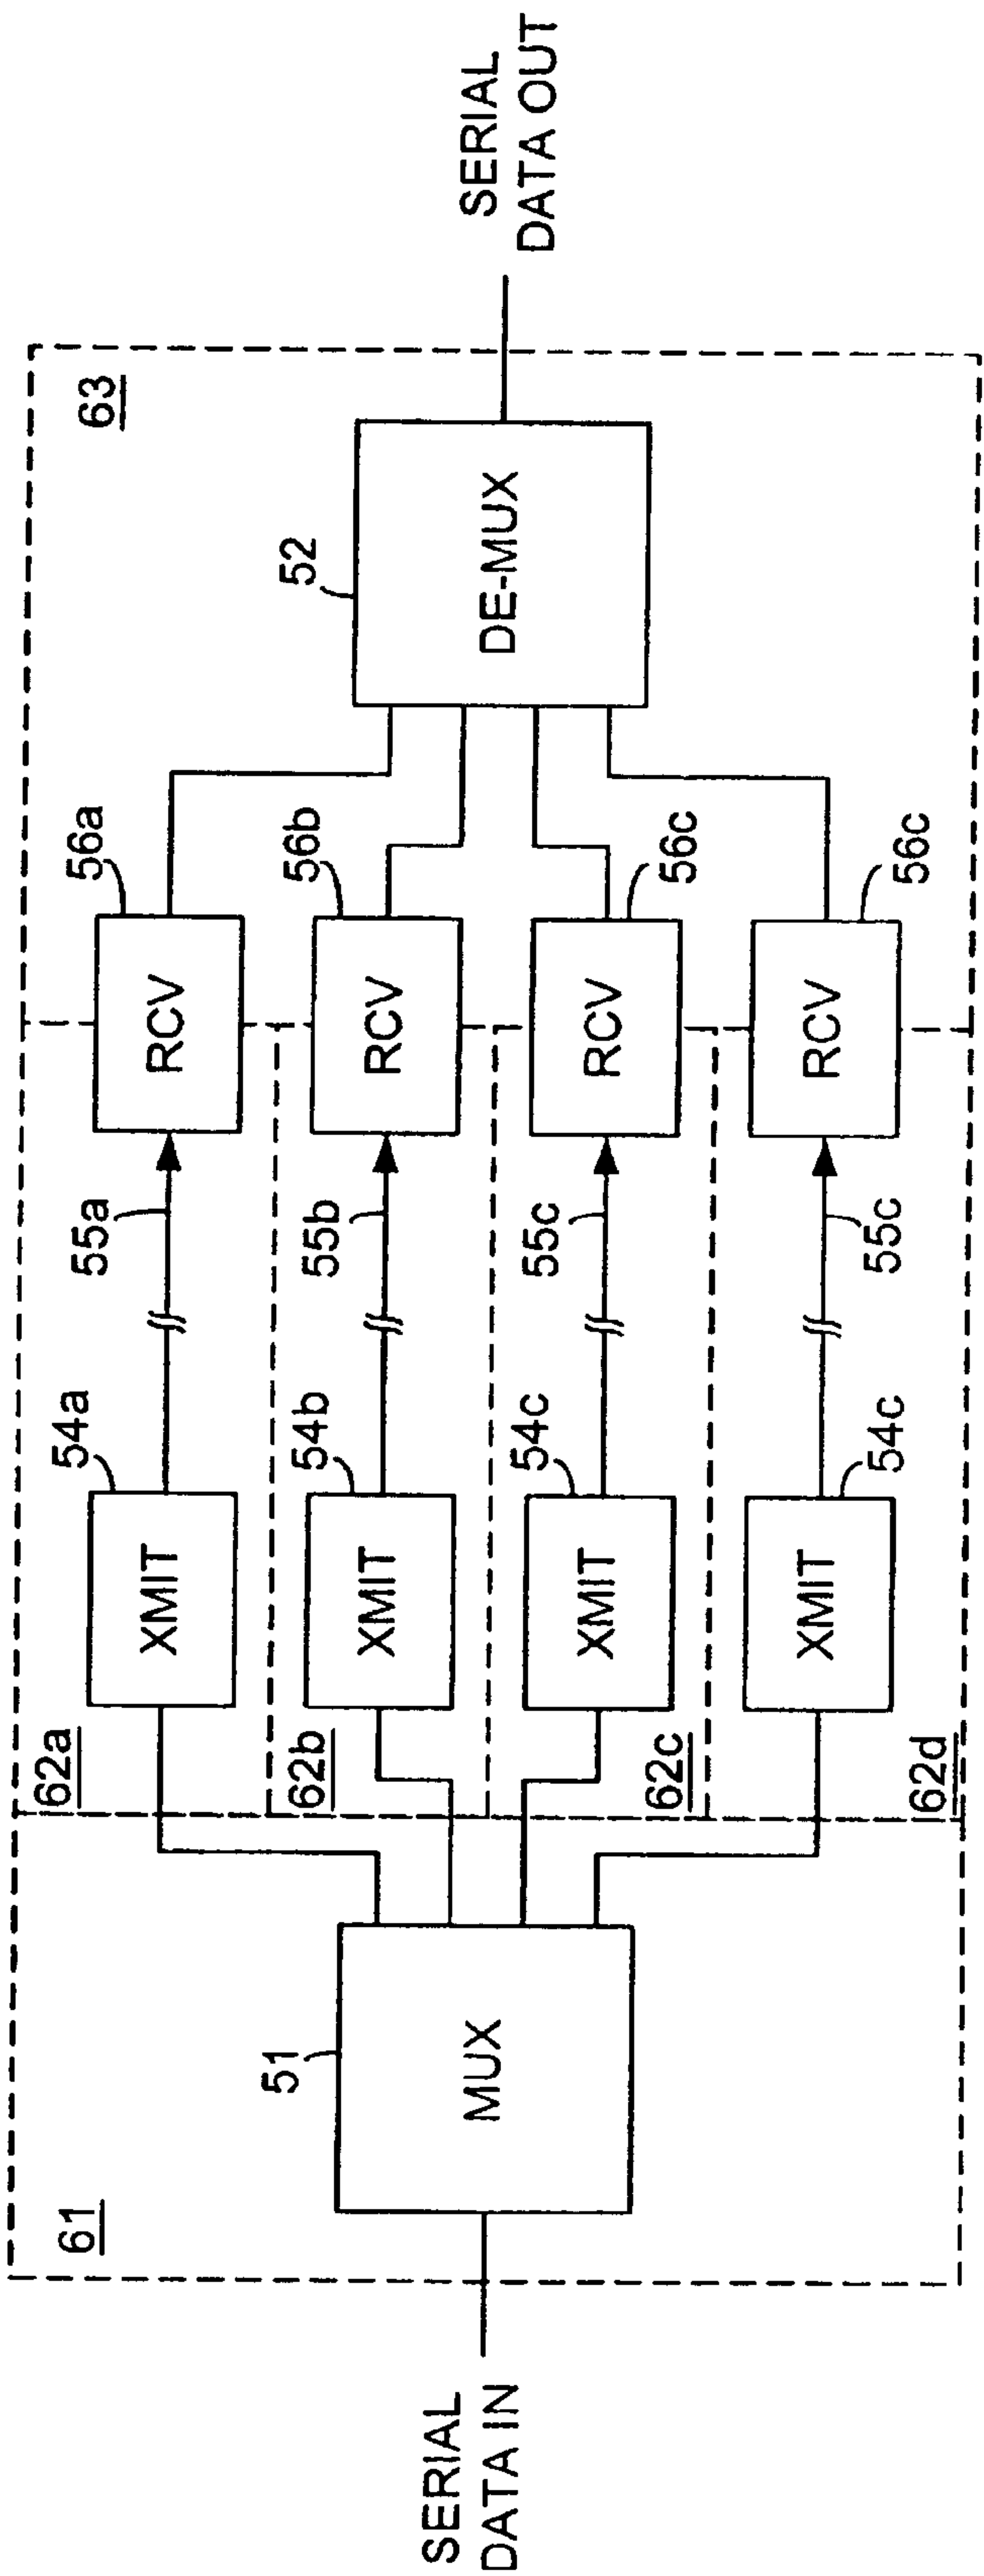 SERIAL
DATA IN
61
51
MUX
62a
62b
62c
62d
54a
XMIT
54b
XMIT
54c
XMIT
54c
XMIT
55a
55b
55c
55c
56a
RCV
56b
RCV
56c
RCV
56c
RCV
63
52
DE-MUX
SERIAL
DATA OUT